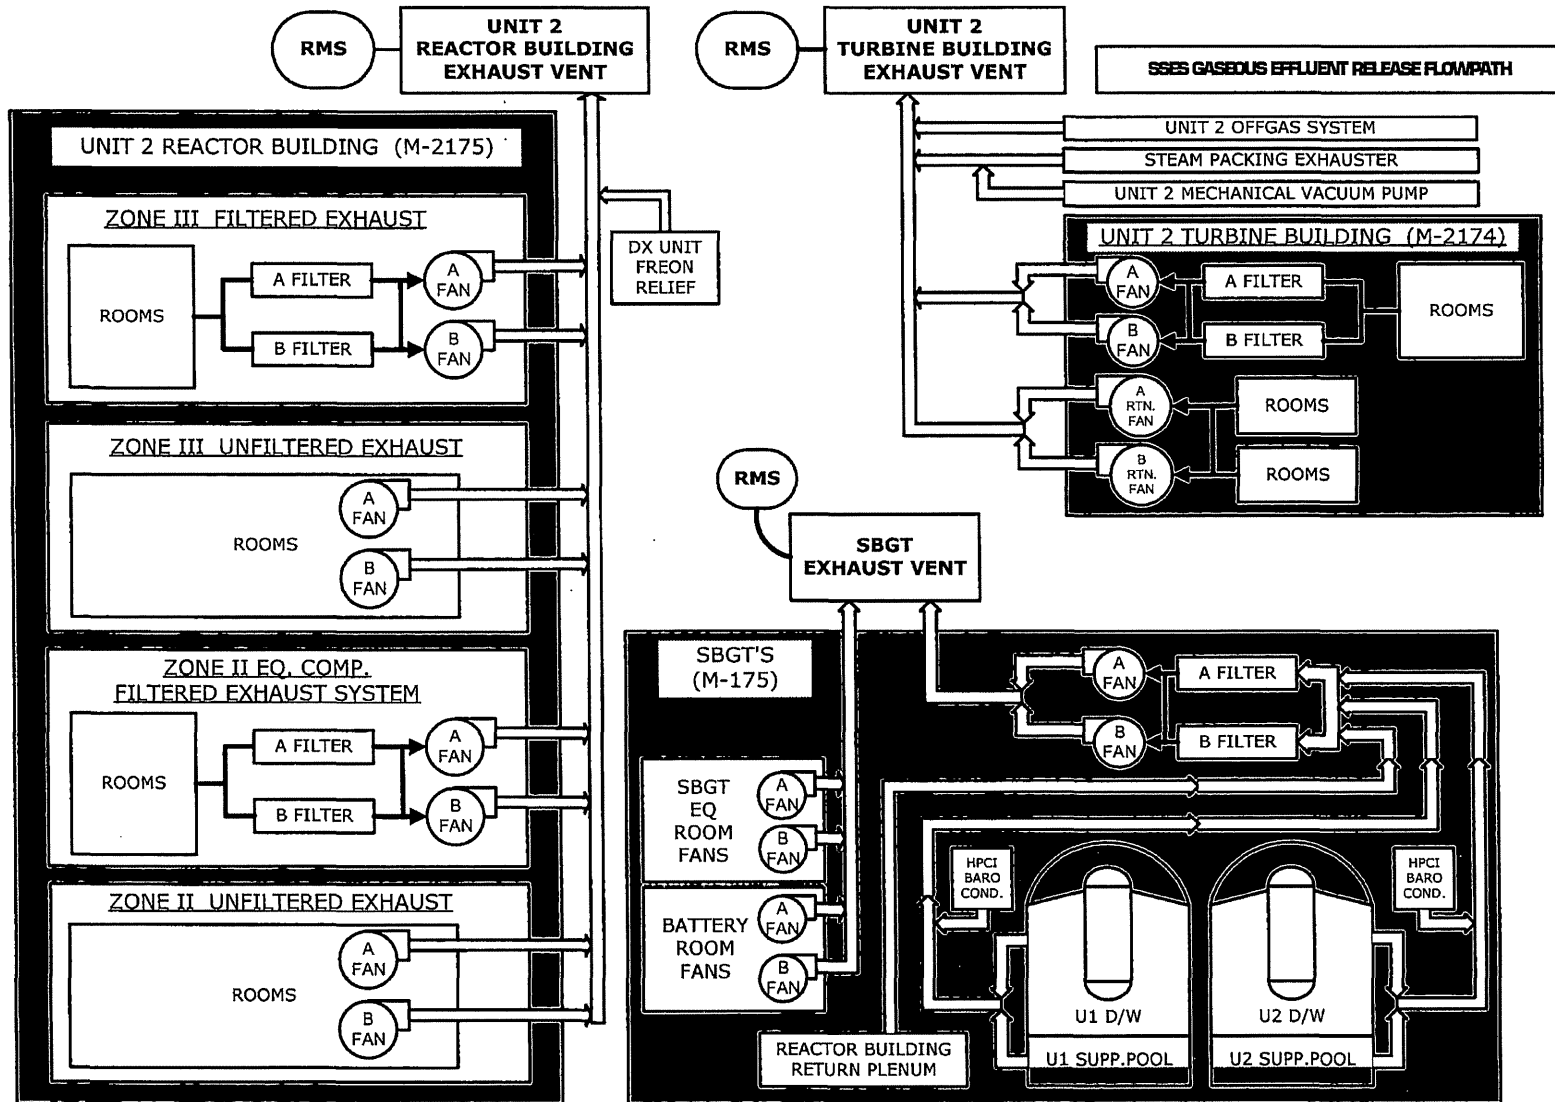 RMS
UNIT 2
REACTOR BUILDING
EXHAUST VENT
RMS
UNIT 2
TURBINE BUILDING
EXHAUST VENT
SSES GASEOUS EFFLUENT RELEASE FLOWPATH
UNIT 2 REACTOR BUILDING (M-2175)
ZONE III FILTERED EXHAUST
ROOMS
A FILTER
B FILTER
A
FAN
B
FAN
DX UNIT
FREON
RELIEF
ZONE III UNFILTERED EXHAUST
ROOMS
A
FAN
B
FAN
ZONE II EQ. COMP.
FILTERED EXHAUST SYSTEM
ROOMS
A FILTER
B FILTER
A
FAN
B
FAN
ZONE II UNFILTERED EXHAUST
ROOMS
A
FAN
B
FAN
UNIT 2 OFFGAS SYSTEM
STEAM PACKING EXHAUSTER
UNIT 2 MECHANICAL VACUUM PUMP
UNIT 2 TURBINE BUILDING (M-2174)
A
FAN
B
FAN
A FILTER
B FILTER
ROOMS
A
RTN.
FAN
B
RTN.
FAN
ROOMS
ROOMS
RMS
SBGT
EXHAUST VENT
SBGT'S
(M-175)
A
FAN
B
FAN
A FILTER
B FILTER
SBGT
EQ
ROOM
FANS
A
FAN
B
FAN
BATTERY
ROOM
FANS
A
FAN
B
FAN
HPCI
BARO
COND.
HPCI
BARO
COND.
U1 D/W
U1 SUPP.POOL
U2 D/W
U2 SUPP.POOL
REACTOR BUILDING
RETURN PLENUM